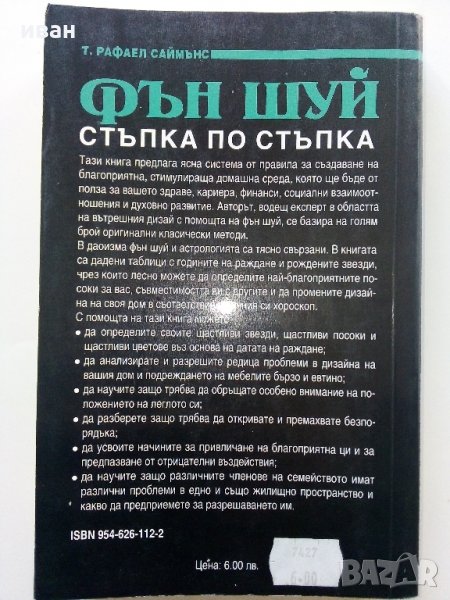 иван
Т. РАФАЕЛ САЙМЪНС
ФЪН ШУЙ
СТЪПКА ПО СТЪПКА
Тази книга предлага ясна система от правила за създаване на
благоприятна, стимулираща домашна среда, която ще бъде от
полза за вашето здраве, кариера, финанси, социални взаимоот-
ношения и духовно развитие. Авторът, водещ експерт в областта
на вътрешния дизай с помощта на фън шуй, се базира на голям
брой оригинални класически методи.
В даоизма фън шуй и астрологията са тясно свързани. В книгата
са дадени таблици с годините на раждане и рождените звезди,
чрез които лесно можете да определите най-благоприятните по-
соки за вас, съвместимостта ви с другите и да промените дизай-
на на своя дом в съответствие с личния си хороскоп.
С помощта на тази книга можете:
• да определите своите щастливи звезди, щастливи посоки и
щастливи цветове въз основа на датата на раждане;
• да анализирате и разрешите редица проблеми в дизайна на
вашия дом и подреждането на мебелите бързо и евтино;
• да научите защо трябва да обръщате особено внимание на по-
ложението на леглото си;
• да разберете защо трябва да откривате и премахвате безпо-
рядъка;
• да усвоите начините за привличане на благоприятна ци и за
предпазване от отрицателни въздействия;
• да научите защо различните членове на семейството имат
различни проблеми в едно и също жилищно пространство и
какво да предприемете за разрешаването им.
ISBN 954-626-112-2
Цена: 6.00 лв.
7427
6.00
BAZAR